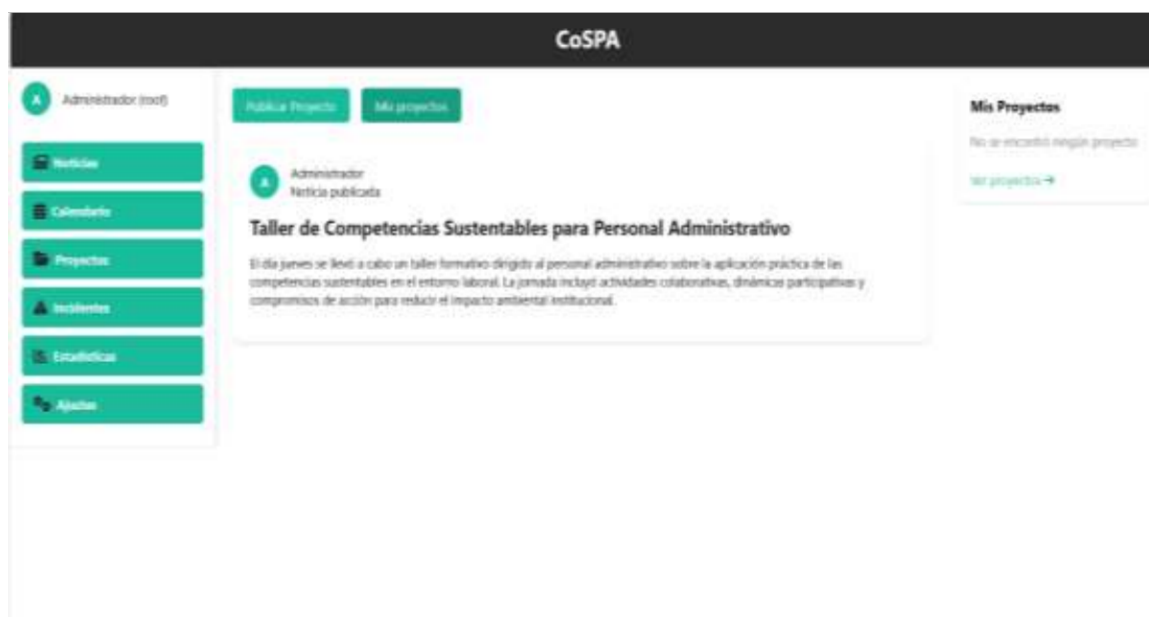 CoSPA
A
Administrador (root)
Noticias
Calendario
Proyectos
Incidentes
Estadísticas
Ajustes
Publicar Proyecto
Mis proyectos
A
Administrador
Noticia publicada
Taller de Competencias Sustentables para Personal Administrativo
El día jueves se llevó a cabo un taller formativo dirigido al personal administrativo sobre la aplicación práctica de las
competencias sustentables en el entorno laboral. La jornada incluyó actividades colaborativas, dinámicas participativas y
compromisos de acción para reducir el impacto ambiental institucional.
Mis Proyectos
No se encontró ningún proyecto
Ver proyectos →